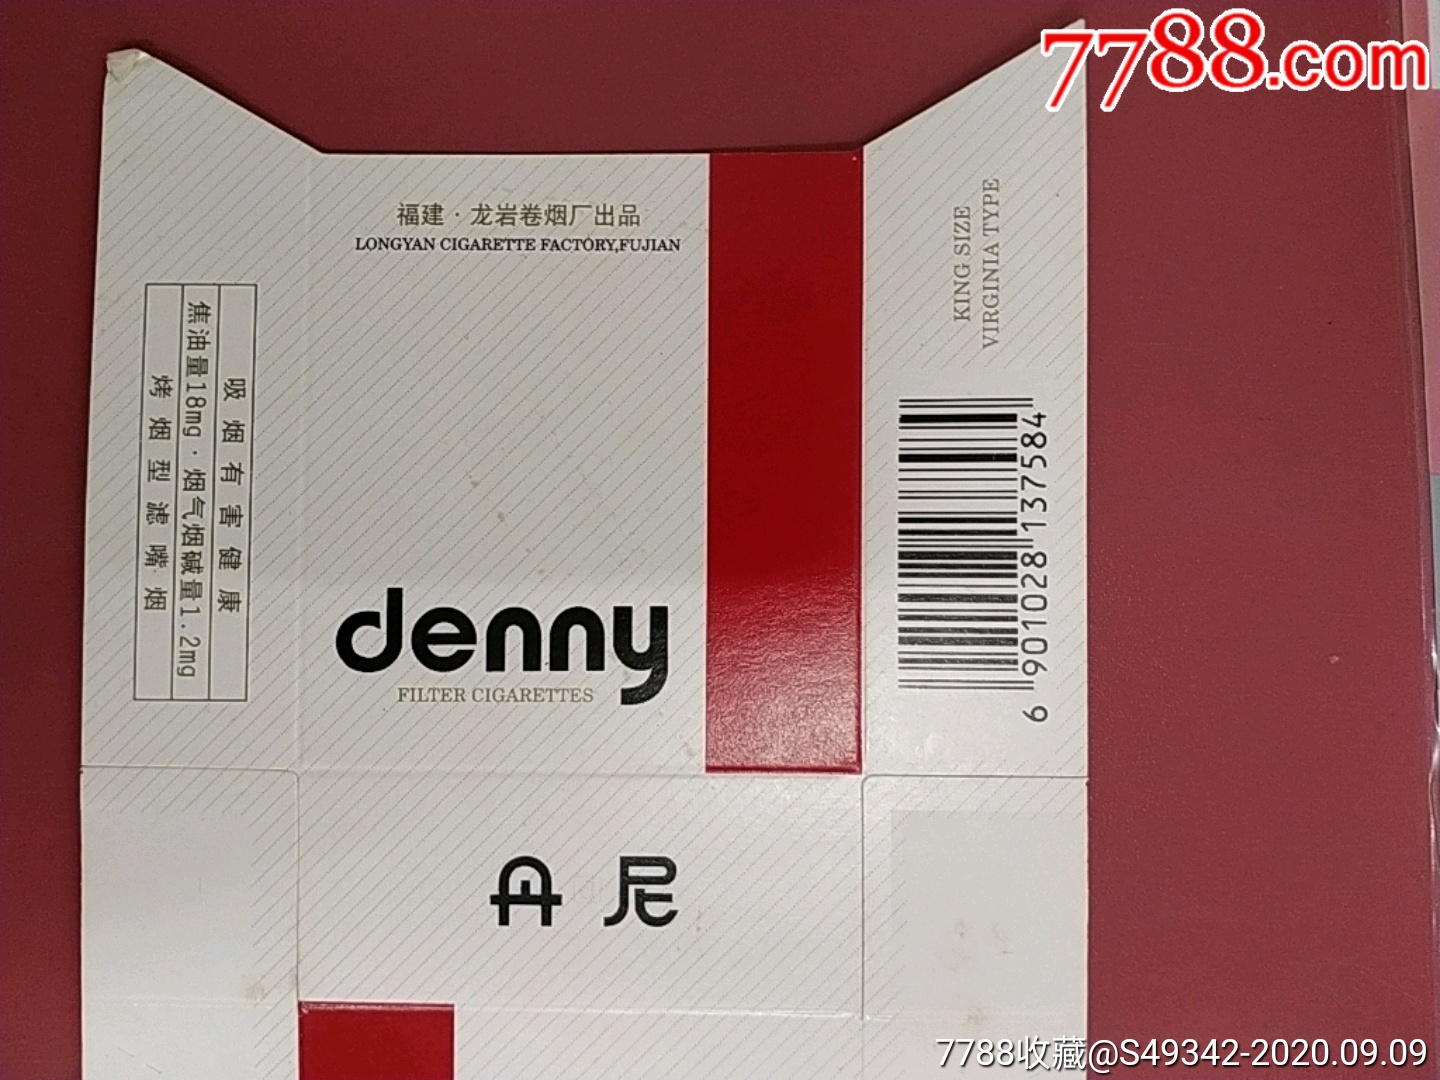 7788.com
福建·龙岩卷烟厂出品
LONGYAN CIGARETTE FACTORY,FUJIAN
KING SIZE
VIRGINIA TYPE
吸烟有害健康
焦油量18mg·烟气烟碱量1.2mg
烤烟型滤嘴烟
6 901028 137584
denny
FILTER CIGARETTES
丹尼
7788收藏@S49342-2020.09.09